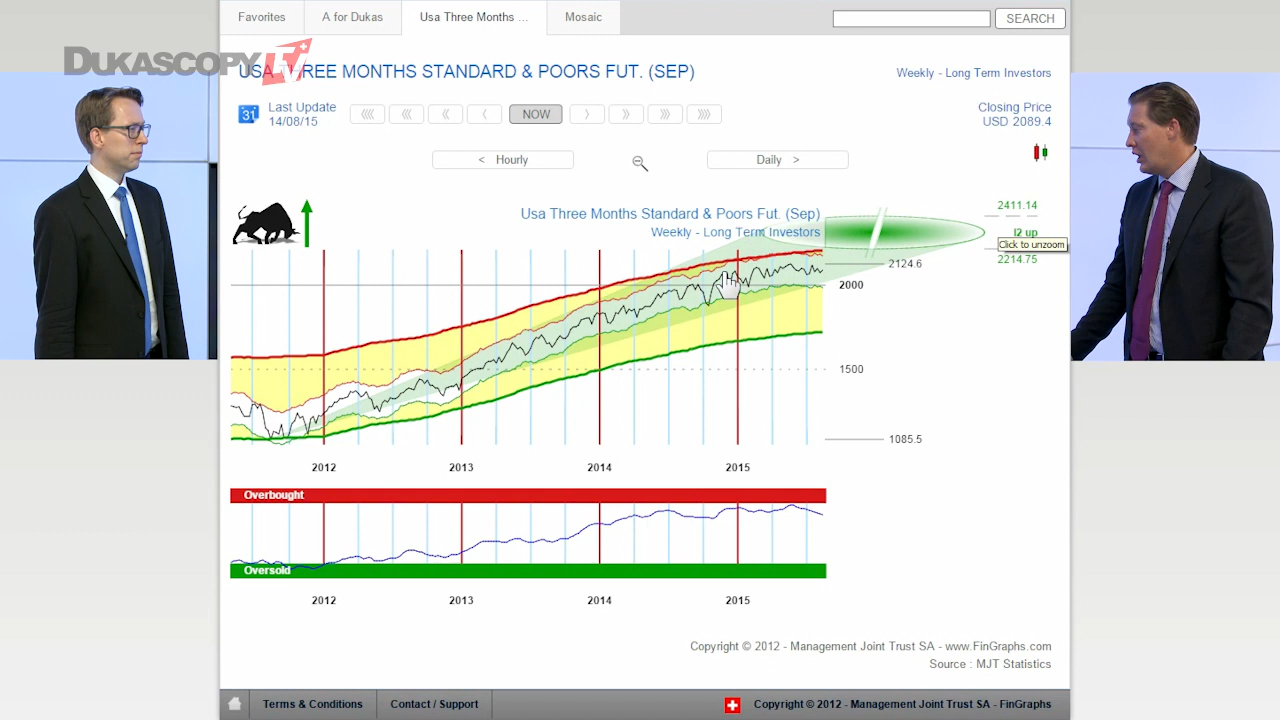 Favorites
A for Dukas
Usa Three Months ...
Mosaic
SEARCH
DUKASCOPY TV
USA THREE MONTHS STANDARD & POORS FUT. (SEP)
Weekly - Long Term Investors
31
Last Update
14/08/15
NOW
Closing Price
USD 2089.4
< Hourly
Daily >
Usa Three Months Standard & Poors Fut. (Sep)
Weekly - Long Term Investors
2411.14
I2 up
Click to unzoom
2214.75
2124.6
2000
1500
1085.5
2012
2013
2014
2015
Overbought
Oversold
2012
2013
2014
2015
Copyright © 2012 - Management Joint Trust SA - www.FinGraphs.com
Source : MJT Statistics
Terms & Conditions
Contact / Support
Copyright © 2012 - Management Joint Trust SA - FinGraphs